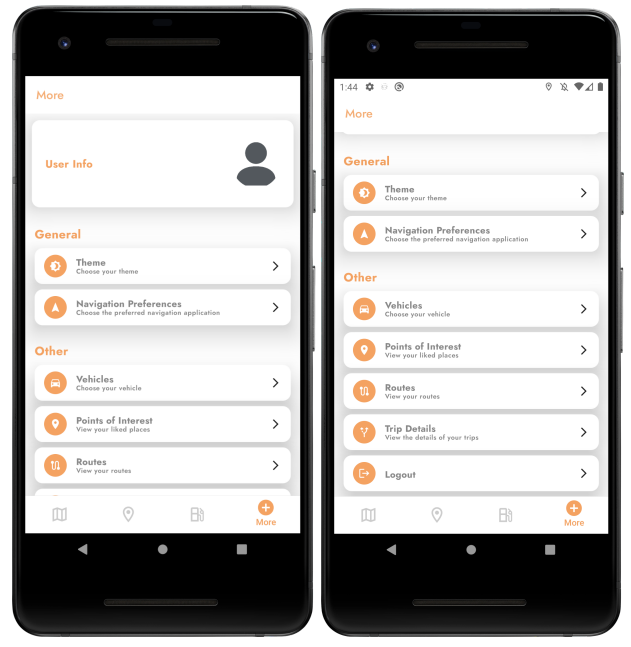 More
User Info
General
Theme
Choose your theme
Navigation Preferences
Choose the preferred navigation application
Other
Vehicles
Choose your vehicle
Points of Interest
View your liked places
Routes
View your routes
More
1:44
More
General
Theme
Choose your theme
Navigation Preferences
Choose the preferred navigation application
Other
Vehicles
Choose your vehicle
Points of Interest
View your liked places
Routes
View your routes
Trip Details
View the details of your trips
Logout
More